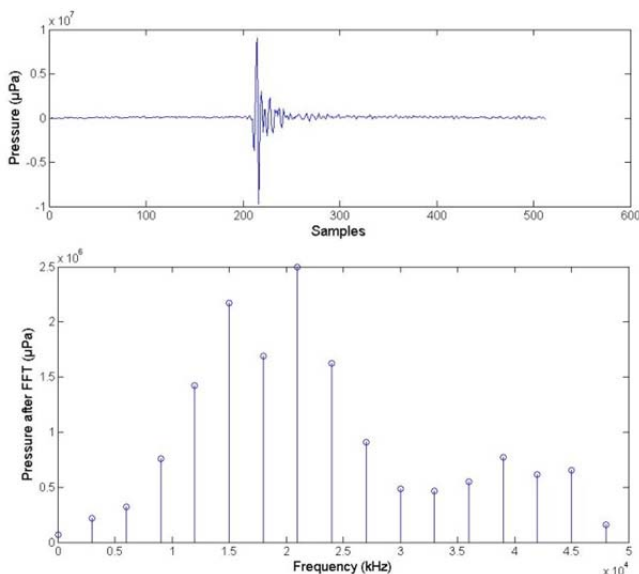 x 10^7
1
0.5
0
-0.5
-1
Pressure (µPa)
0 100 200 300 400 500 600
Samples
x 10^6
2.5
2
1.5
1
0.5
0
Pressure after FFT (µPa)
0 0.5 1 1.5 2 2.5 3 3.5 4 4.5 5
Frequency (kHz)
x 10^4